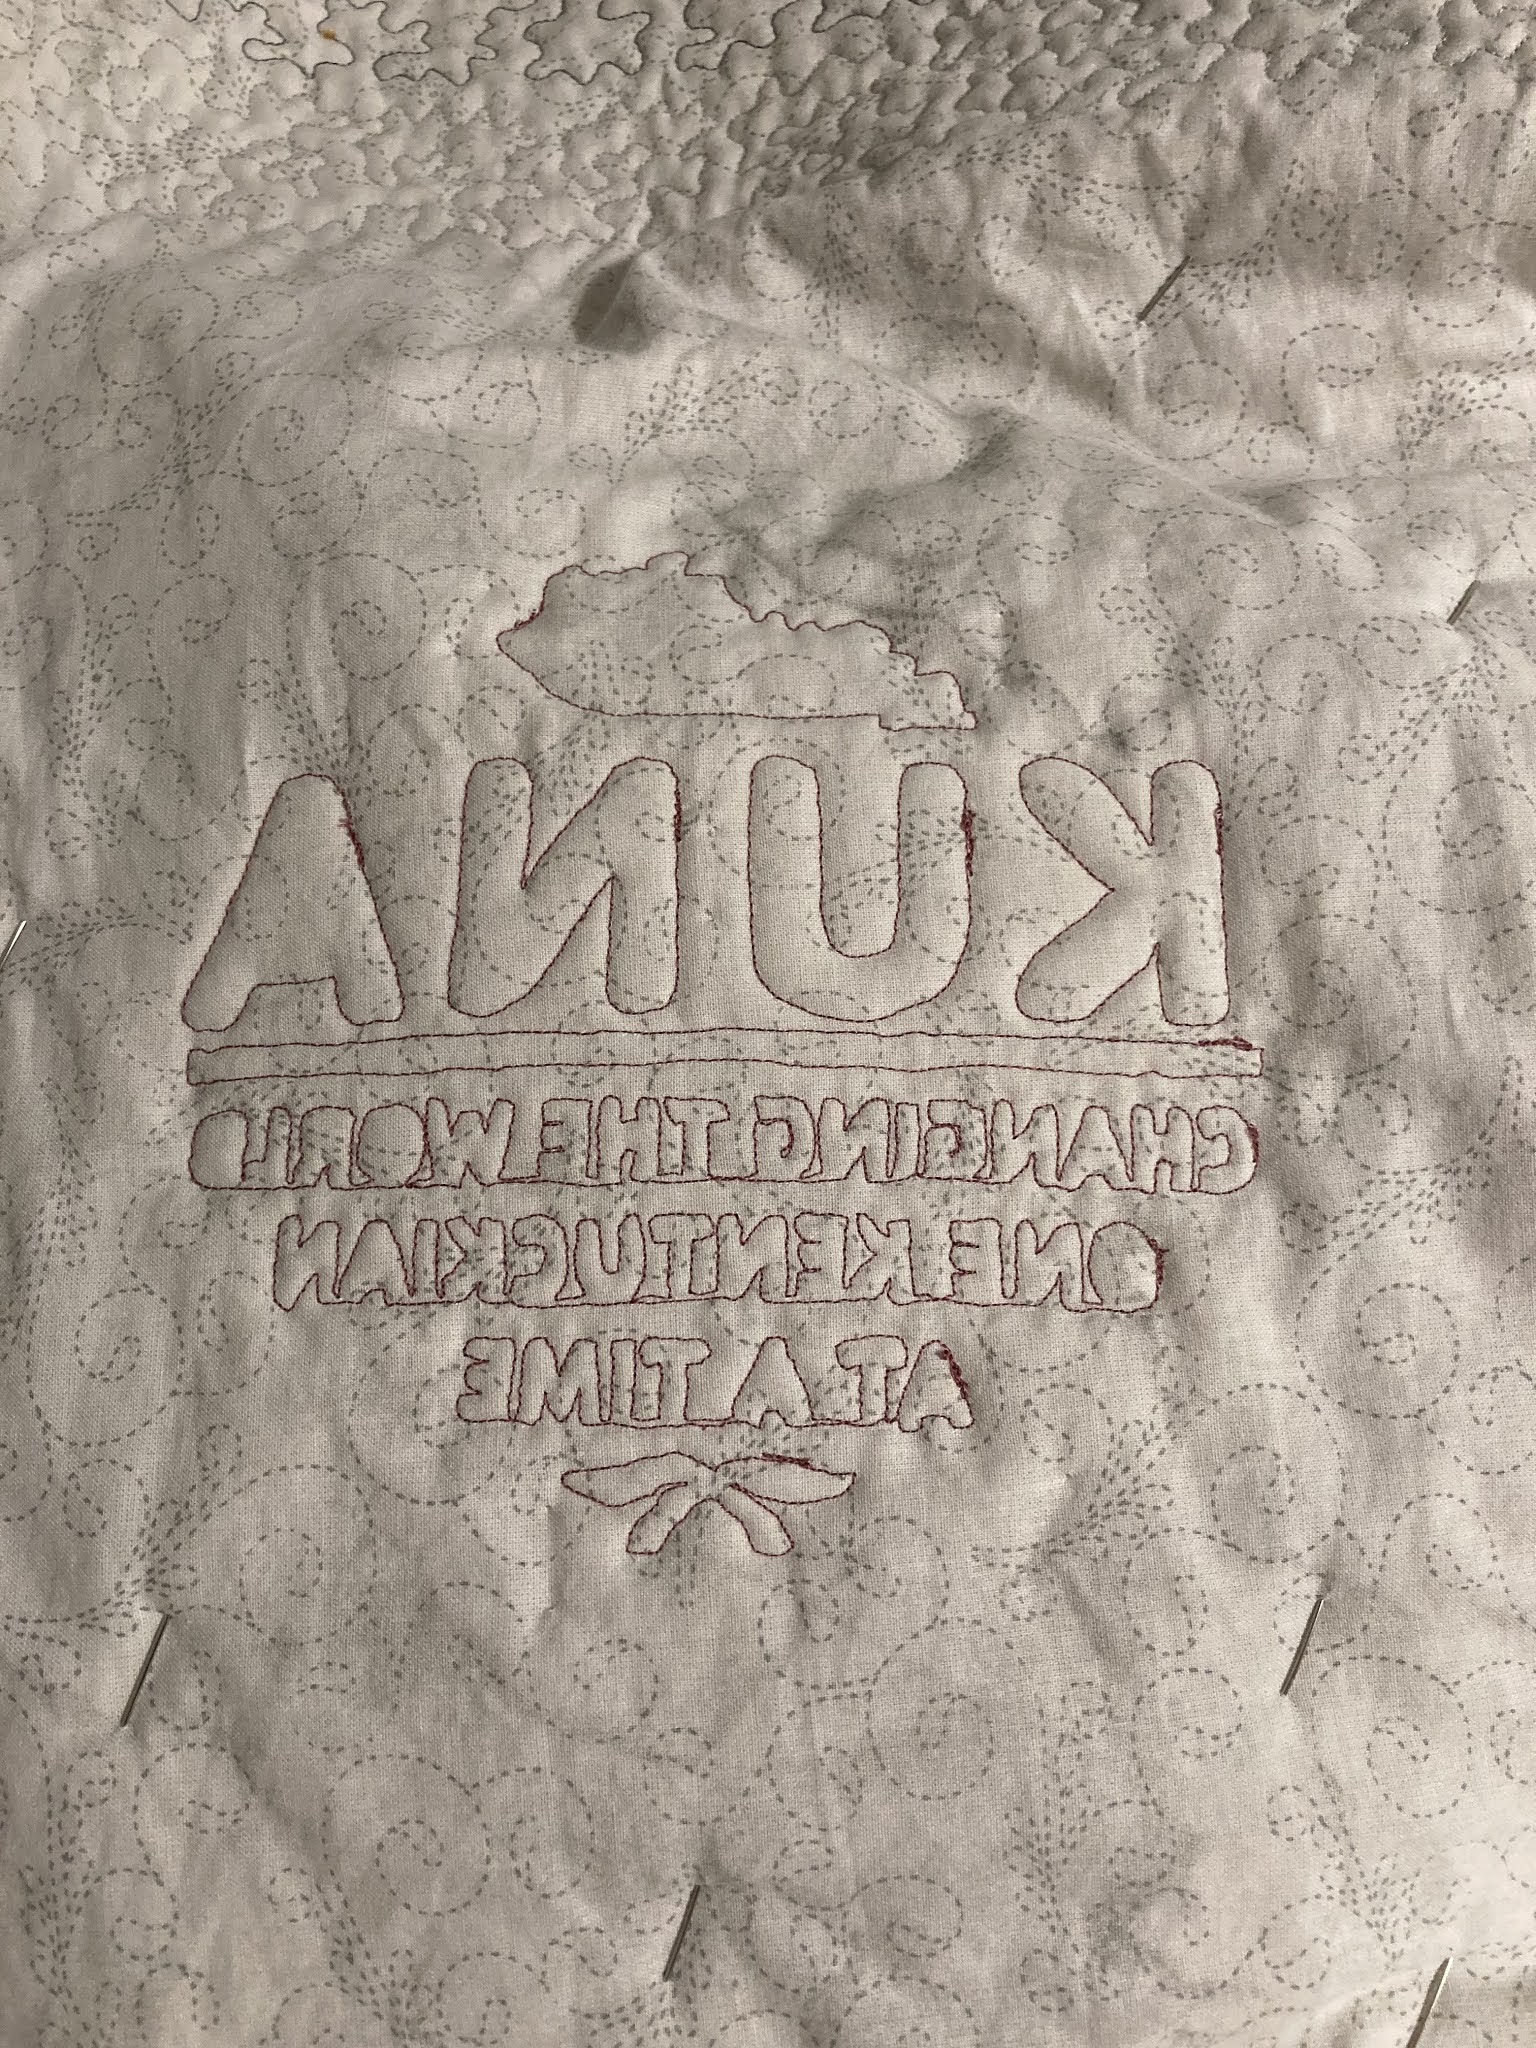 KUNA
CHANGING THE WORLD
ONE KENTUCKIAN
AT A TIME